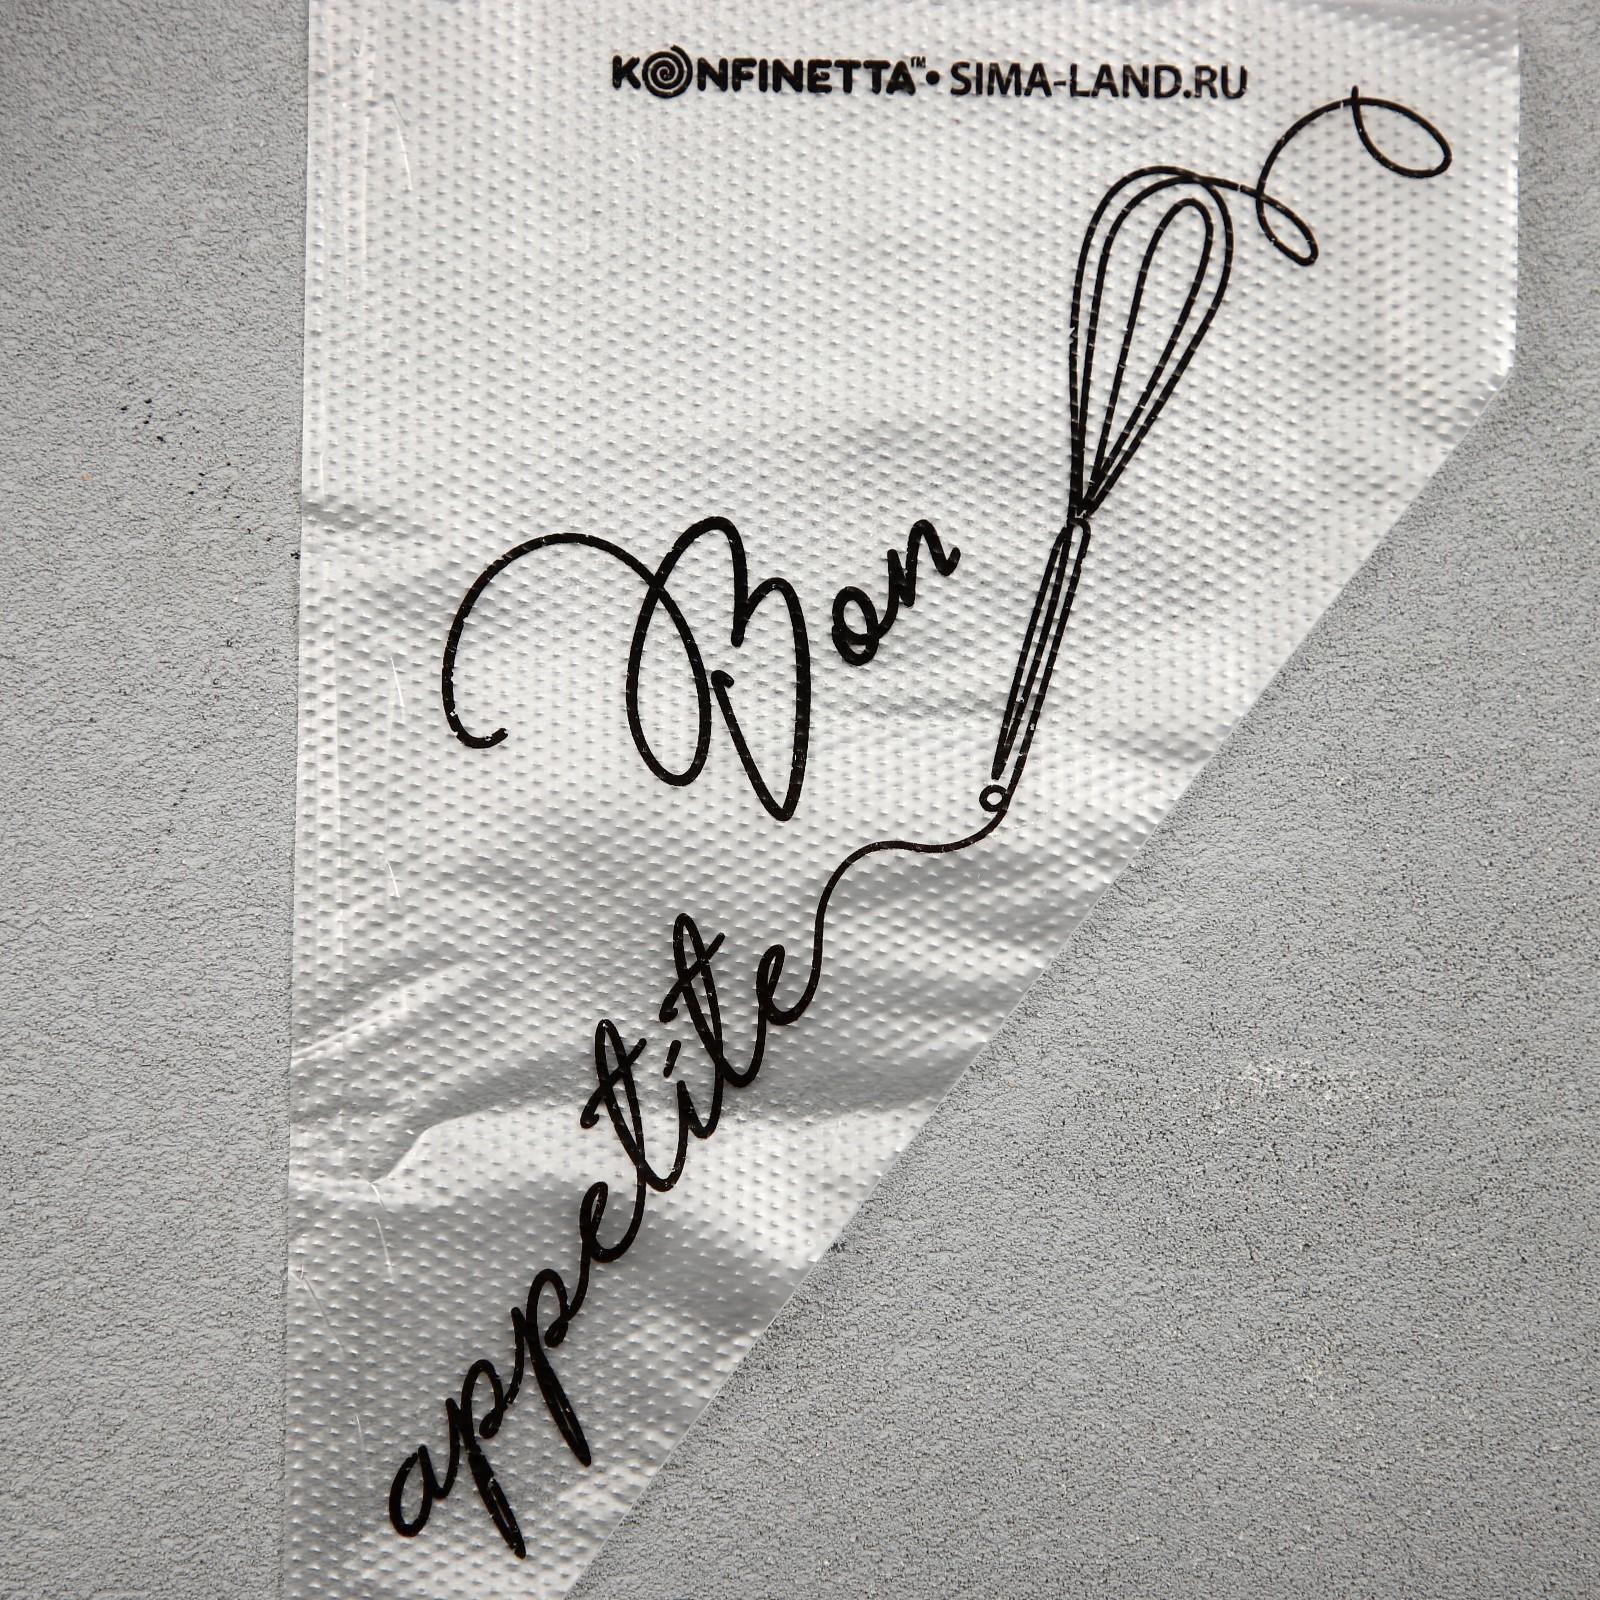 KONFINETTA™ • SIMA-LAND.RU
Bon
appetite